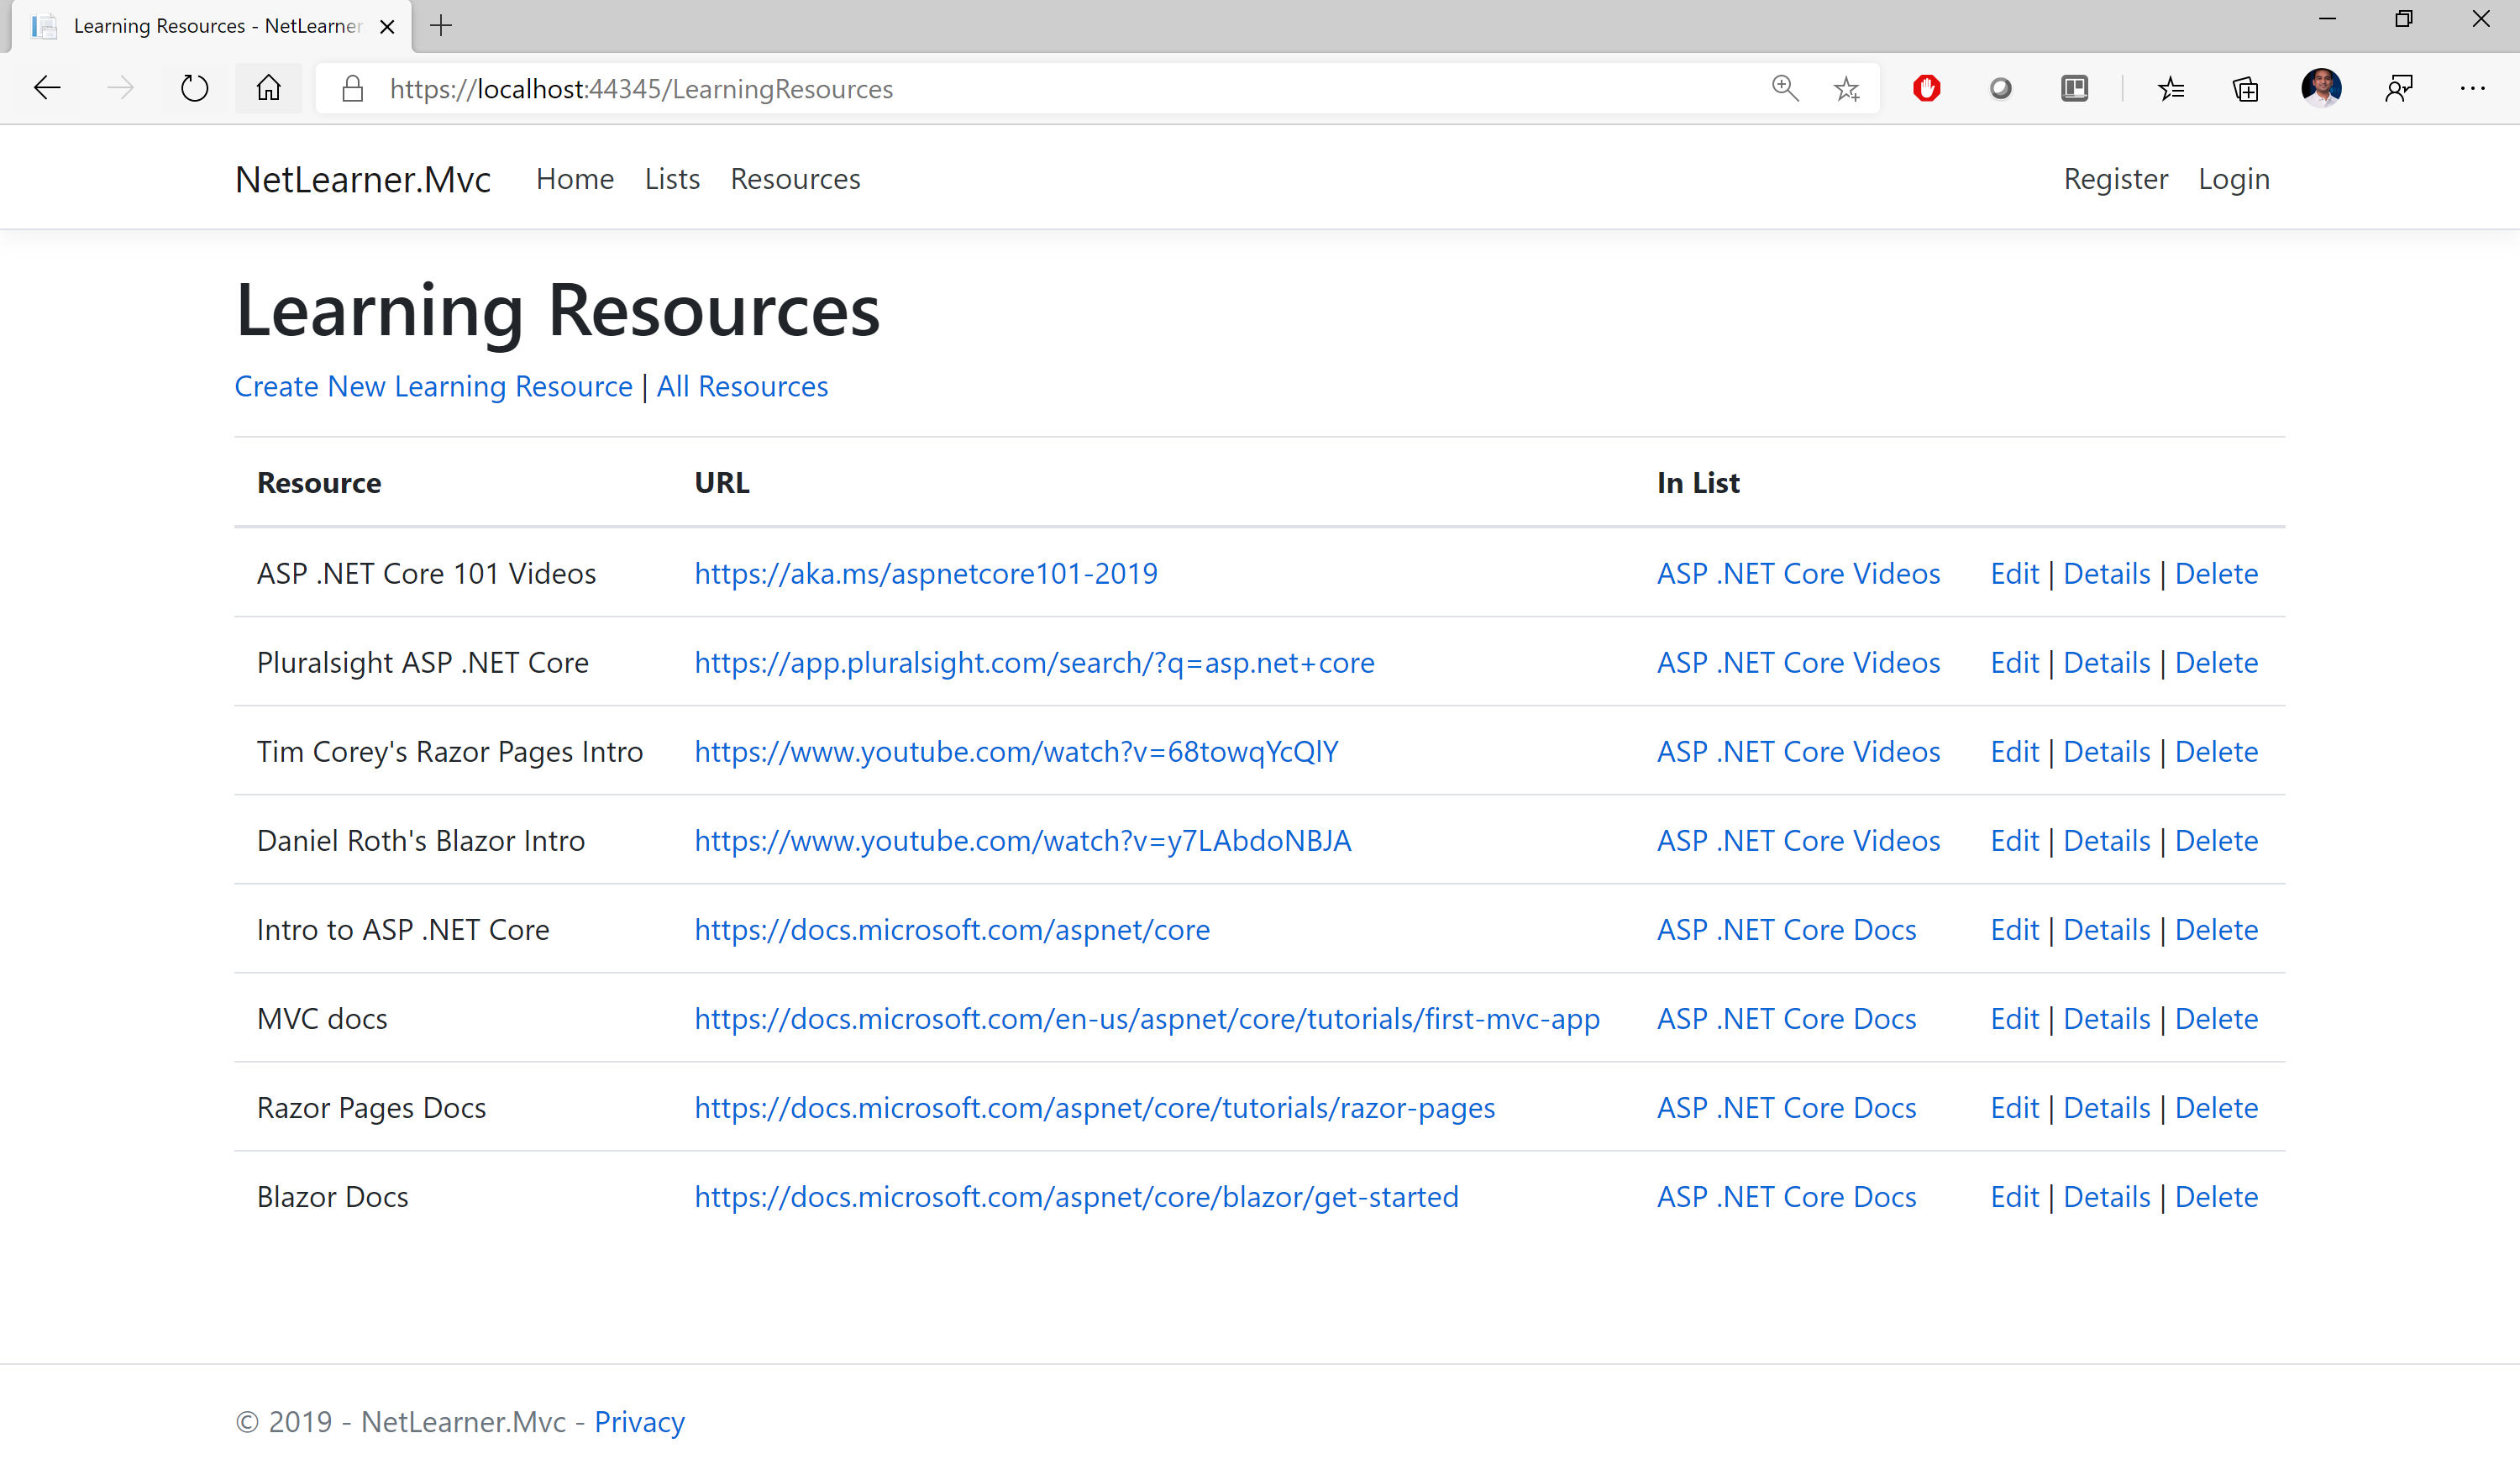 Learning Resources - NetLearner
https://localhost:44345/LearningResources
NetLearner.Mvc Home Lists Resources Register Login
Learning Resources
Create New Learning Resource | All Resources
Resource URL In List
ASP .NET Core 101 Videos https://aka.ms/aspnetcore101-2019 ASP .NET Core Videos Edit | Details | Delete
Pluralsight ASP .NET Core https://app.pluralsight.com/search/?q=asp.net+core ASP .NET Core Videos Edit | Details | Delete
Tim Corey's Razor Pages Intro https://www.youtube.com/watch?v=68towqYcQlY ASP .NET Core Videos Edit | Details | Delete
Daniel Roth's Blazor Intro https://www.youtube.com/watch?v=y7LAbdoNBJA ASP .NET Core Videos Edit | Details | Delete
Intro to ASP .NET Core https://docs.microsoft.com/aspnet/core ASP .NET Core Docs Edit | Details | Delete
MVC docs https://docs.microsoft.com/en-us/aspnet/core/tutorials/first-mvc-app ASP .NET Core Docs Edit | Details | Delete
Razor Pages Docs https://docs.microsoft.com/aspnet/core/tutorials/razor-pages ASP .NET Core Docs Edit | Details | Delete
Blazor Docs https://docs.microsoft.com/aspnet/core/blazor/get-started ASP .NET Core Docs Edit | Details | Delete
© 2019 - NetLearner.Mvc - Privacy